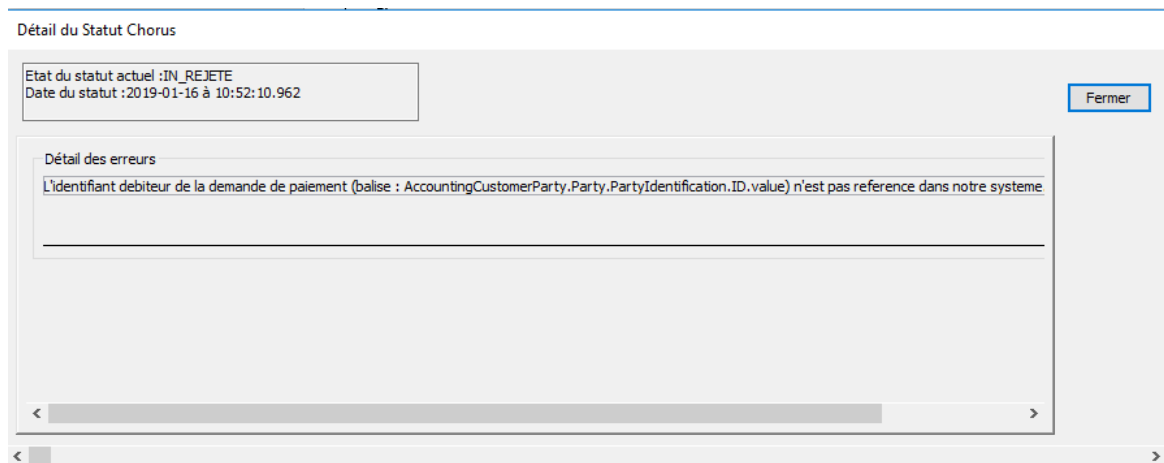 Détail du Statut Chorus
Etat du statut actuel :IN_REJETE
Date du statut :2019-01-16 à 10:52:10.962
Fermer
Détail des erreurs
L'identifiant debiteur de la demande de paiement (balise : AccountingCustomerParty.Party.PartyIdentification.ID.value) n'est pas reference dans notre systeme